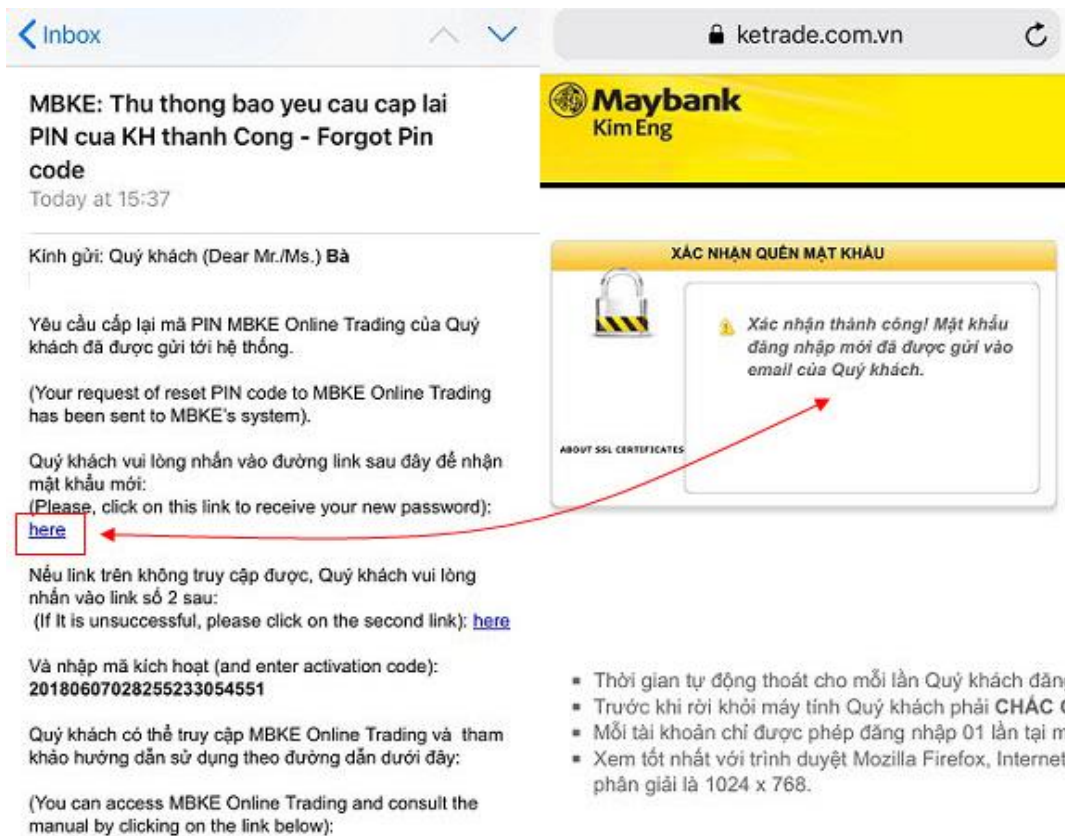 Inbox
MBKE: Thu thong bao yeu cau cap lai
PIN cua KH thanh Cong - Forgot Pin
code
Today at 15:37
Kính gửi: Quý khách (Dear Mr./Ms.) Bà
Yêu cầu cấp lại mã PIN MBKE Online Trading của Quý
khách đã được gửi tới hệ thống.
(Your request of reset PIN code to MBKE Online Trading
has been sent to MBKE's system).
Quý khách vui lòng nhấn vào đường link sau đây để nhận
mật khẩu mới:
(Please, click on this link to receive your new password):
here
Nếu link trên không truy cập được, Quý khách vui lòng
nhấn vào link số 2 sau:
(If It is unsuccessful, please click on the second link): here
Và nhập mã kích hoạt (and enter activation code):
20180607028255233054551
Quý khách có thể truy cập MBKE Online Trading và tham
khảo hướng dẫn sử dụng theo đường dẫn dưới đây:
(You can access MBKE Online Trading and consult the
manual by clicking on the link below):
ketrade.com.vn
Maybank
Kim Eng
XÁC NHẬN QUÊN MẬT KHẨU
Xác nhận thành công! Mật khẩu
đăng nhập mới đã được gửi vào
email của Quý khách.
ABOUT SSL CERTIFICATES
Thời gian tự động thoát cho mỗi lần Quý khách đăn
Trước khi rời khỏi máy tính Quý khách phải CHẮC
Mỗi tài khoản chỉ được phép đăng nhập 01 lần tại m
Xem tốt nhất với trình duyệt Mozilla Firefox, Internet
phân giải là 1024 x 768.